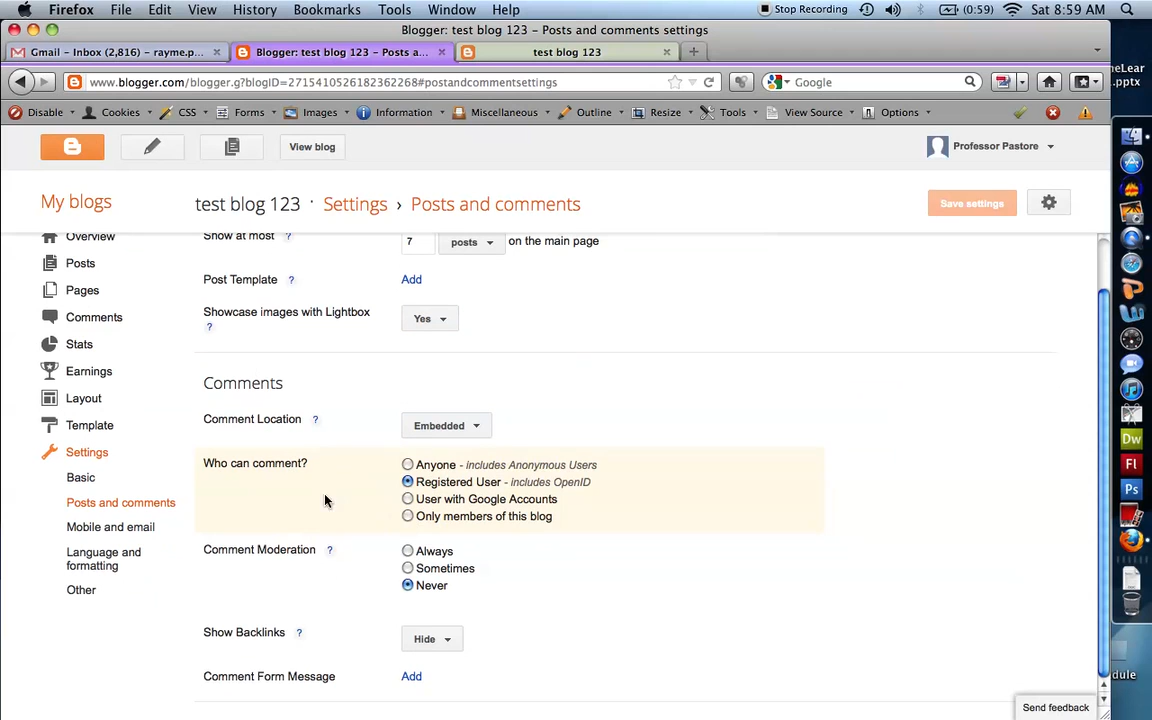 Firefox File Edit View History Bookmarks Tools Window Help Stop Recording (0:59) Sat 8:59 AM
Blogger: test blog 123 – Posts and comments settings
Gmail – Inbox (2,816) – rayme.p... Blogger: test blog 123 – Posts a... test blog 123
www.blogger.com/blogger.g?blogID=2715410526182362268#postandcommentsettings Google
Disable Cookies CSS Forms Images Information Miscellaneous Outline Resize Tools View Source Options
View blog Professor Pastore
My blogs test blog 123 · Settings › Posts and comments Save settings
Overview
Posts
Pages
Comments
Stats
Earnings
Layout
Template
Settings
Basic
Posts and comments
Mobile and email
Language and
formatting
Other
Show at most ? 7 posts on the main page
Post Template ? Add
Showcase images with Lightbox
? Yes
Comments
Comment Location ? Embedded
Who can comment? Anyone - includes Anonymous Users
Registered User - includes OpenID
User with Google Accounts
Only members of this blog
Comment Moderation ? Always
Sometimes
Never
Show Backlinks ? Hide
Comment Form Message Add
Send feedback
neLear
.pptx
Dw
Fl
Ps
dule